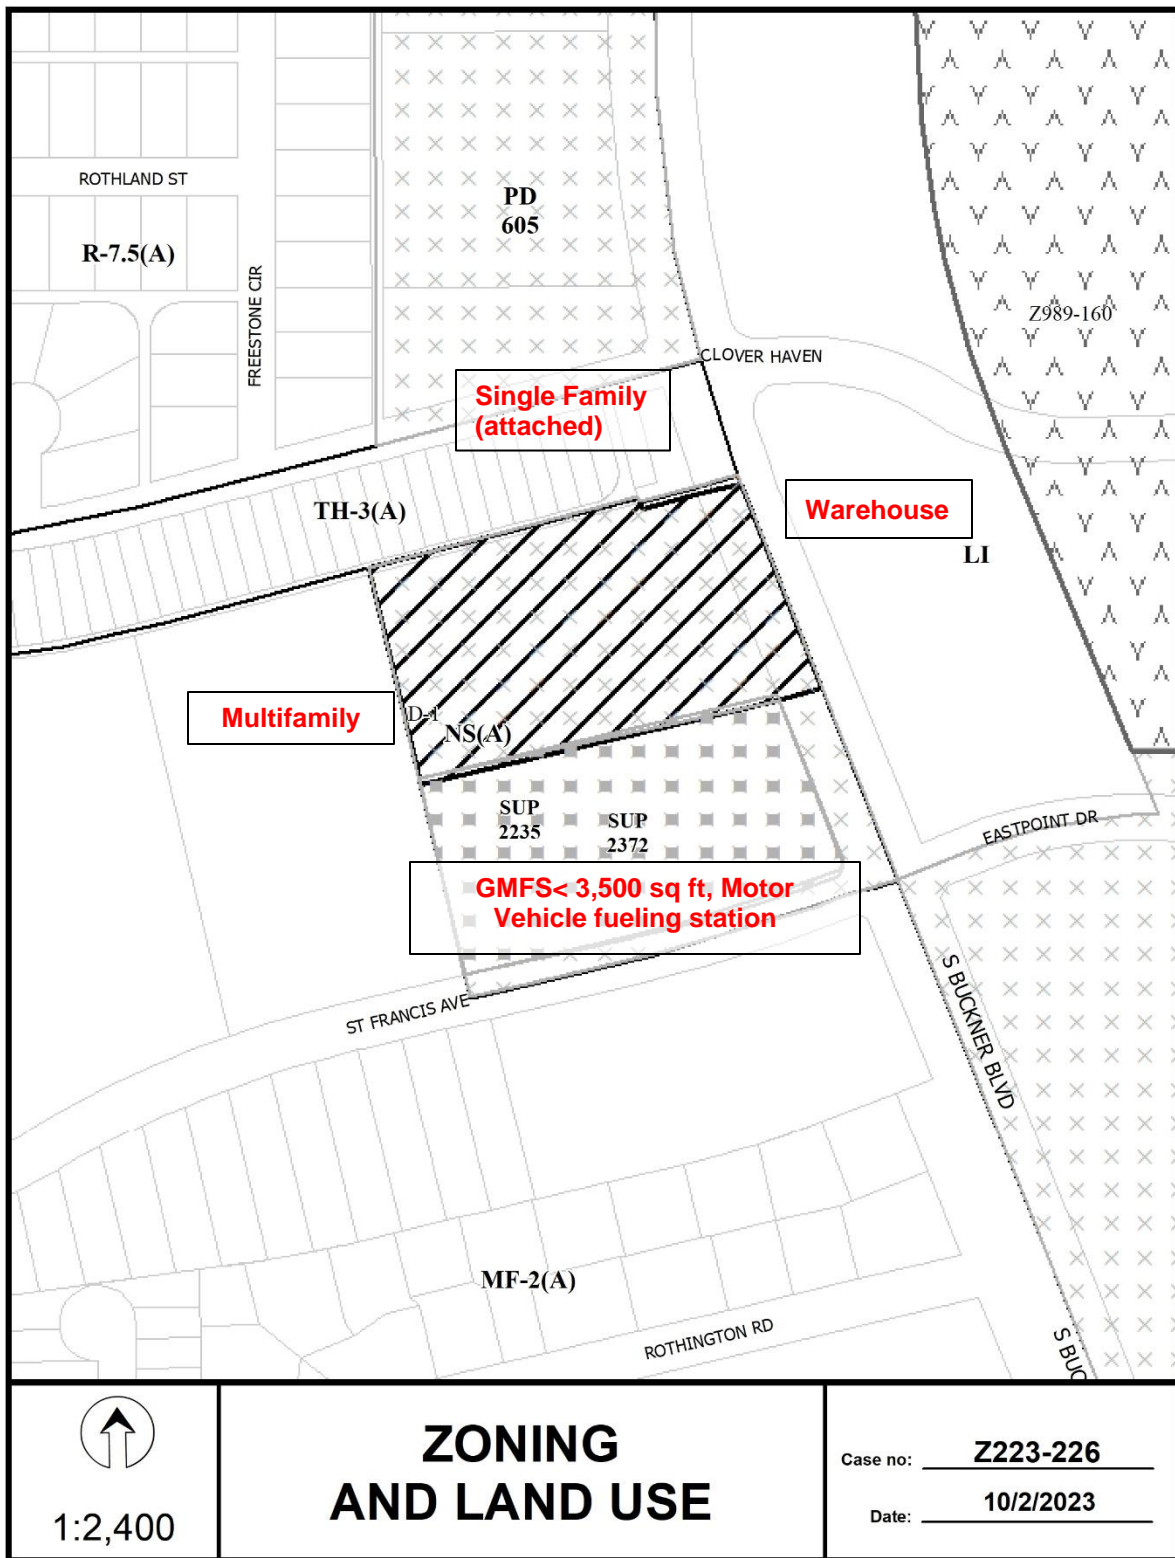 ROTHLAND ST
R-7.5(A)
FREESTONE CIR
PD
605
Z989-160
CLOVER HAVEN
Single Family
(attached)
TH-3(A)
Warehouse
LI
Multifamily
D-1
NS(A)
SUP
2235
SUP
2372
EASTPOINT DR
GMFS< 3,500 sq ft, Motor
Vehicle fueling station
ST FRANCIS AVE
S BUCKNER BLVD
MF-2(A)
ROTHINGTON RD
S BUC
1:2,400
ZONING
AND LAND USE
Case no: Z223-226
Date: 10/2/2023